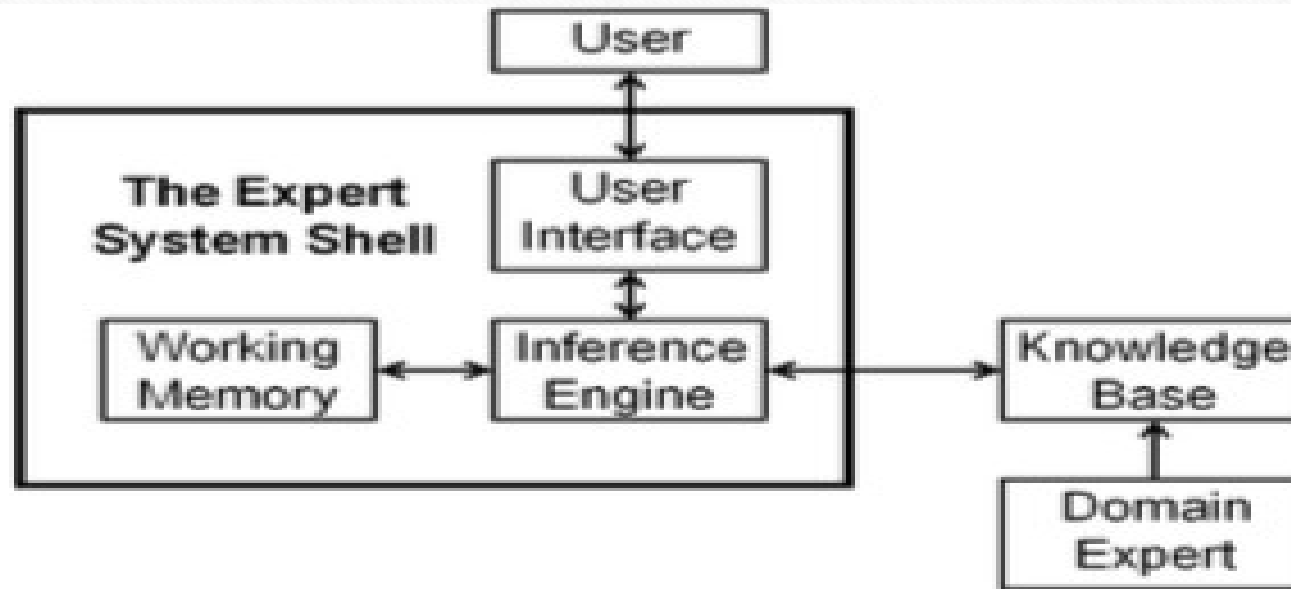 User
The Expert
System Shell
User
Interface
Working
Memory
Inference
Engine
Knowledge
Base
Domain
Expert